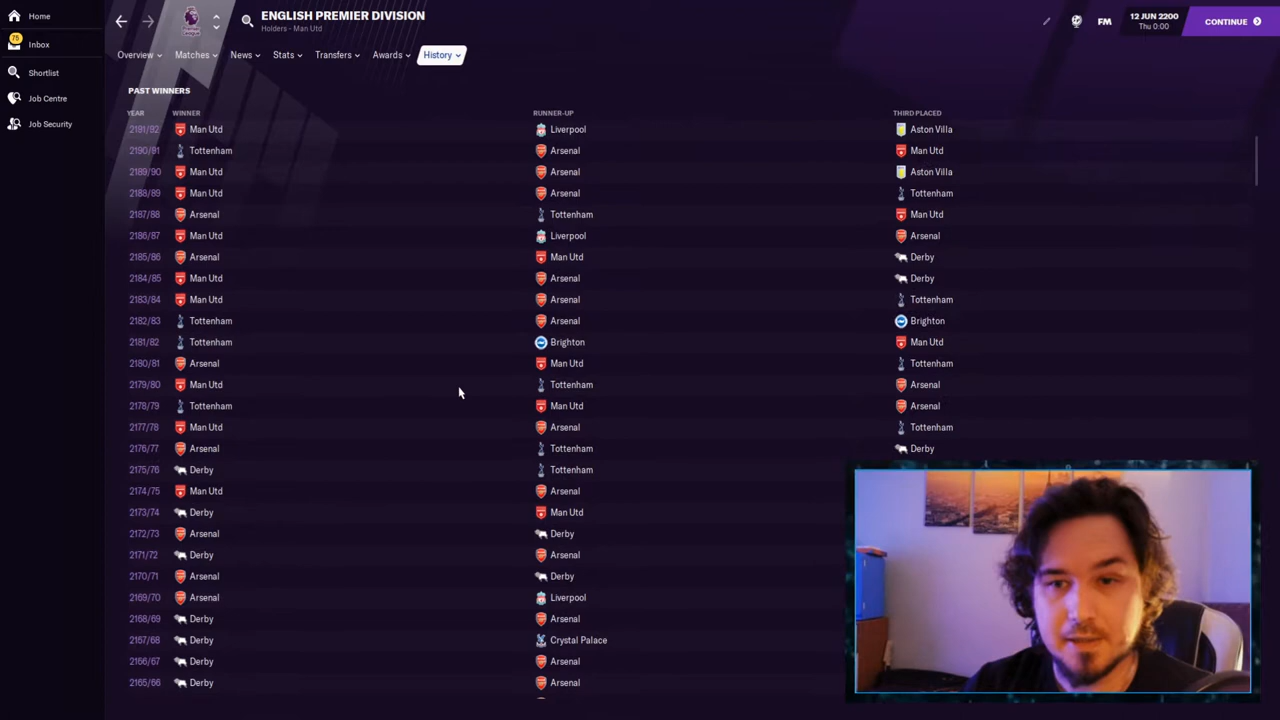 Home
75
Inbox
Shortlist
Job Centre
Job Security
ENGLISH PREMIER DIVISION
Holders - Man Utd
FM
12 JUN 2200
Thu 0:00
CONTINUE
Overview
Matches
News
Stats
Transfers
Awards
History
PAST WINNERS
YEAR WINNER RUNNER-UP THIRD PLACED
2191/92 Man Utd Liverpool Aston Villa
2190/91 Tottenham Arsenal Man Utd
2189/90 Man Utd Arsenal Aston Villa
2188/89 Man Utd Arsenal Tottenham
2187/88 Arsenal Tottenham Man Utd
2186/87 Man Utd Liverpool Arsenal
2185/86 Arsenal Man Utd Derby
2184/85 Man Utd Arsenal Derby
2183/84 Man Utd Arsenal Tottenham
2182/83 Tottenham Arsenal Brighton
2181/82 Tottenham Brighton Man Utd
2180/81 Arsenal Man Utd Tottenham
2179/80 Man Utd Tottenham Arsenal
2178/79 Tottenham Man Utd Arsenal
2177/78 Man Utd Arsenal Tottenham
2176/77 Arsenal Tottenham Derby
2175/76 Derby Tottenham
2174/75 Man Utd Arsenal
2173/74 Derby Man Utd
2172/73 Arsenal Derby
2171/72 Derby Arsenal
2170/71 Arsenal Derby
2169/70 Arsenal Liverpool
2168/69 Derby Arsenal
2167/68 Derby Crystal Palace
2166/67 Derby Arsenal
2165/66 Derby Arsenal